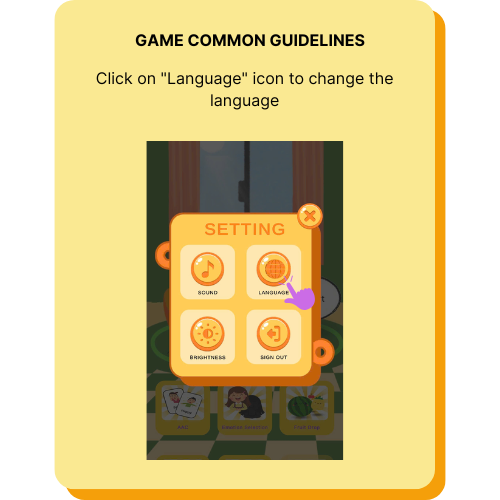 GAME COMMON GUIDELINES
Click on "Language" icon to change the
language
SETTING
SOUND
LANGUAGE
BRIGHTNESS
SIGN OUT